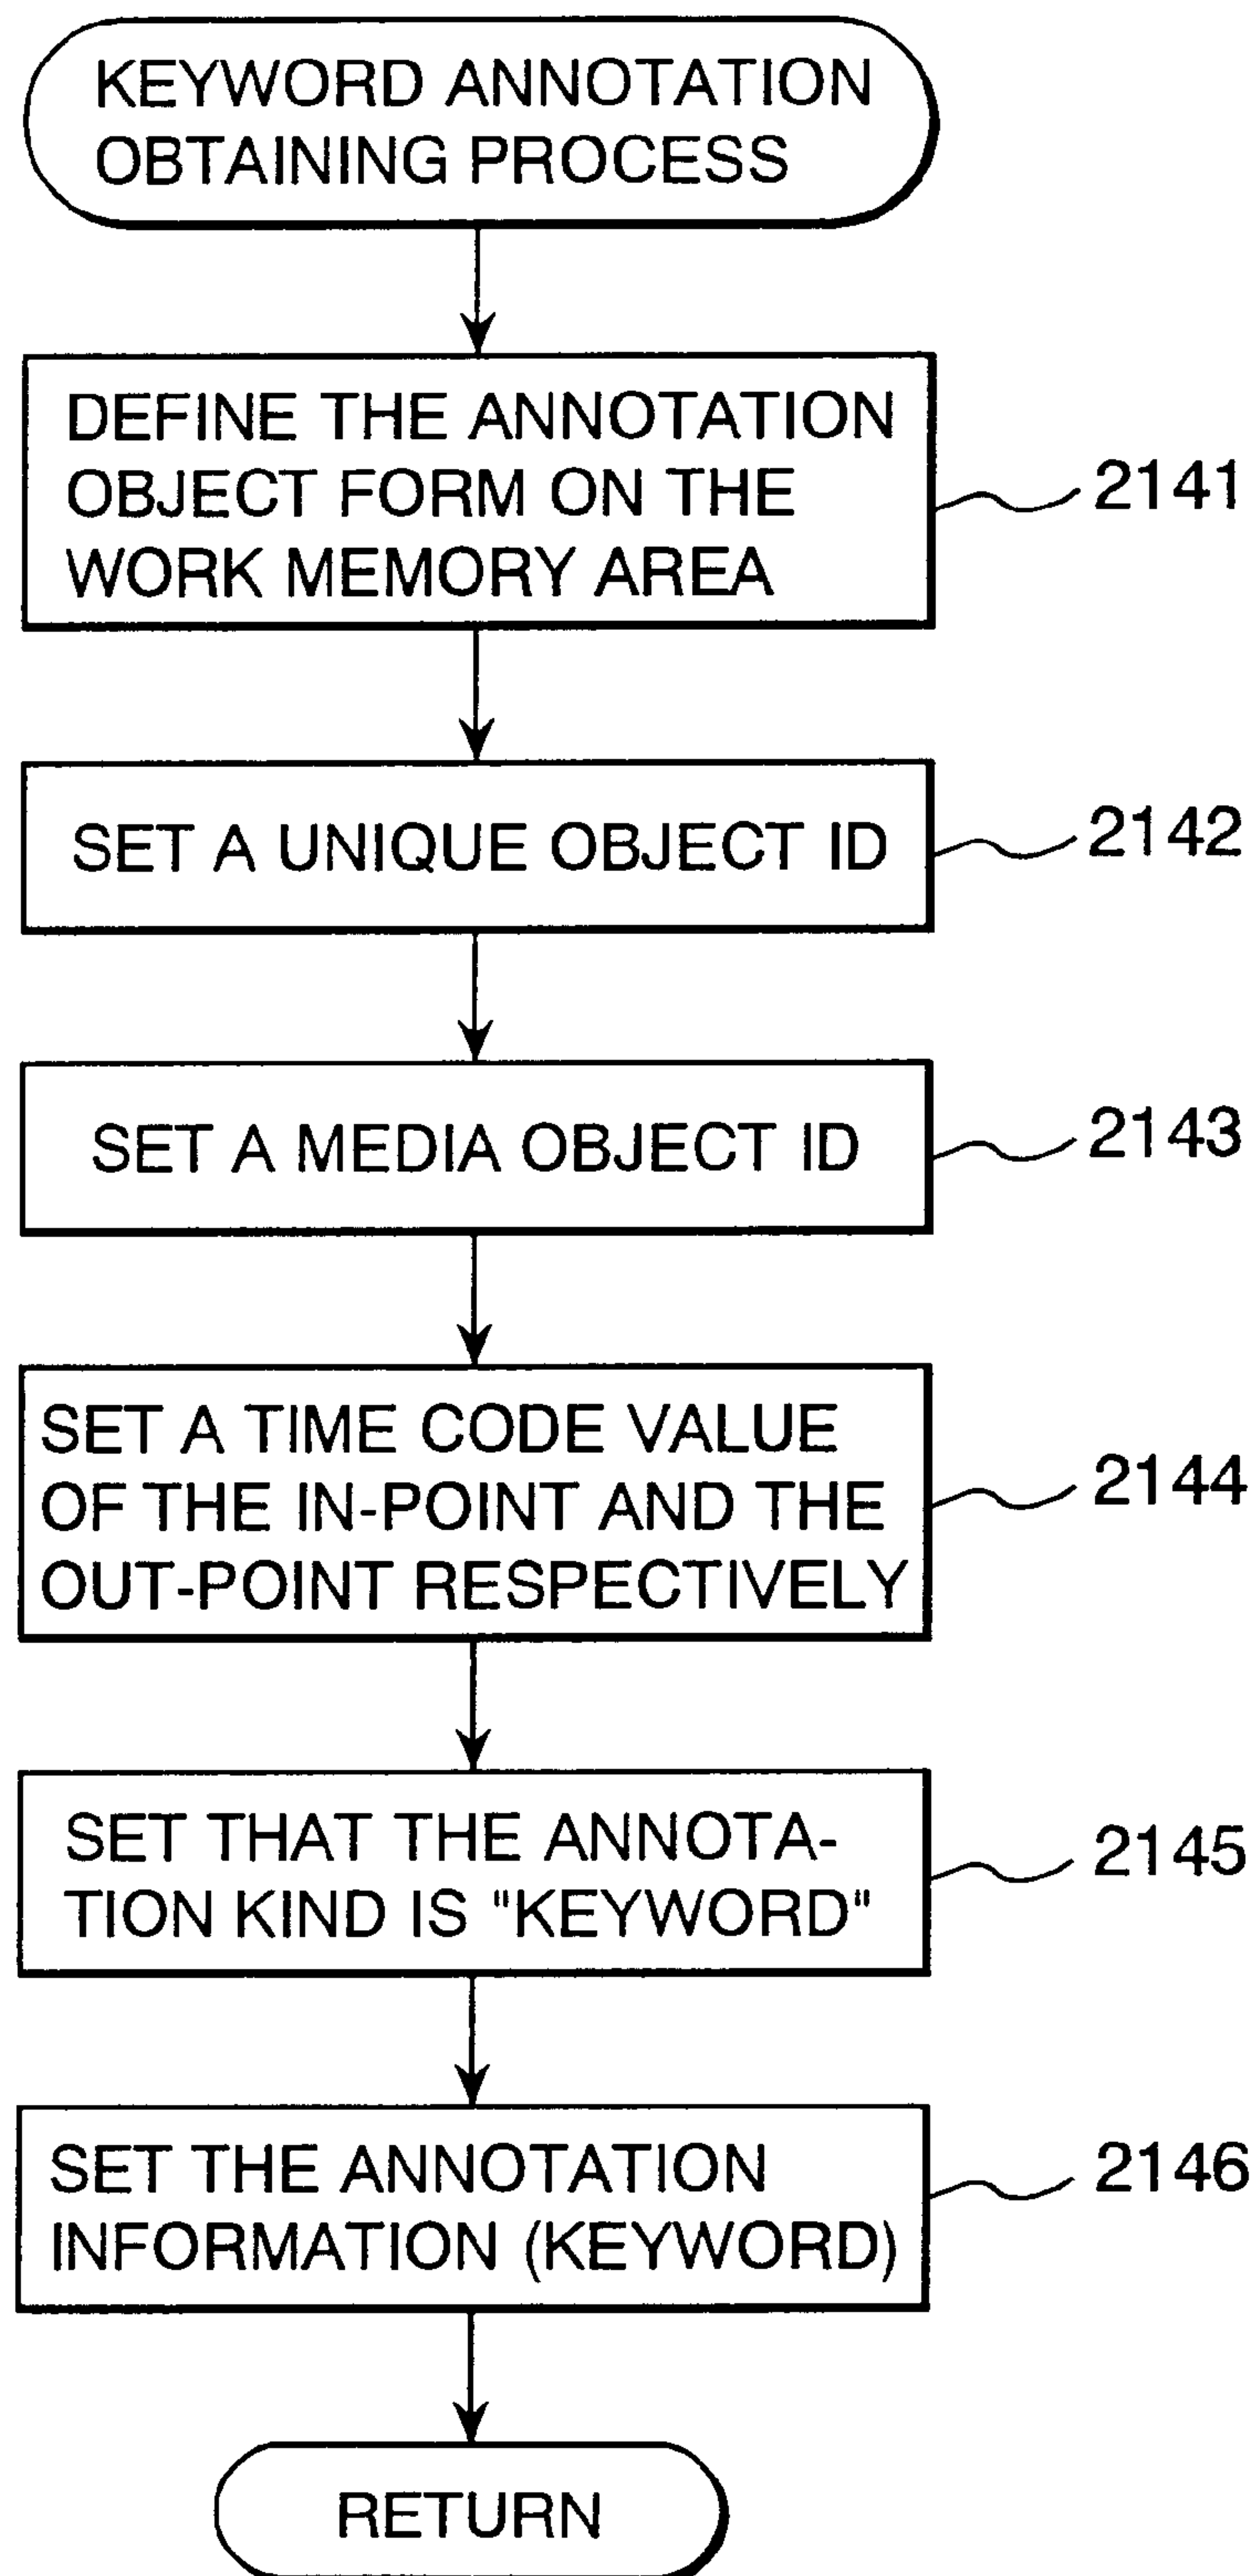 KEYWORD ANNOTATION
OBTAINING PROCESS
DEFINE THE ANNOTATION
OBJECT FORM ON THE
WORK MEMORY AREA
2141
SET A UNIQUE OBJECT ID
2142
SET A MEDIA OBJECT ID
2143
SET A TIME CODE VALUE
OF THE IN-POINT AND THE
OUT-POINT RESPECTIVELY
2144
SET THAT THE ANNOTA-
TION KIND IS "KEYWORD"
2145
SET THE ANNOTATION
INFORMATION (KEYWORD)
2146
RETURN